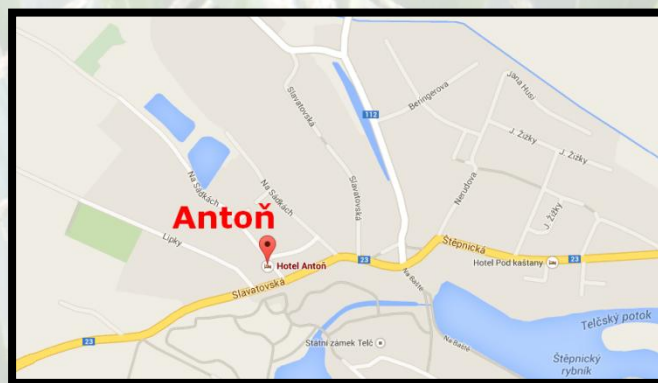 Jana Husi
Beringerova
Slavatovská
112
J. Žižky
J. Žižky
Na Sádkách
Na Sádkách
Slavatovská
Nerudova
J. Žižky
Antoň
Lipky
Štěpnická
23
Hotel Antoň
Hotel Pod kaštany
23
Slavatovská
Na Baště
Telčský potok
23
Státní zámek Telč
Na Baště
Štěpnický
rybník